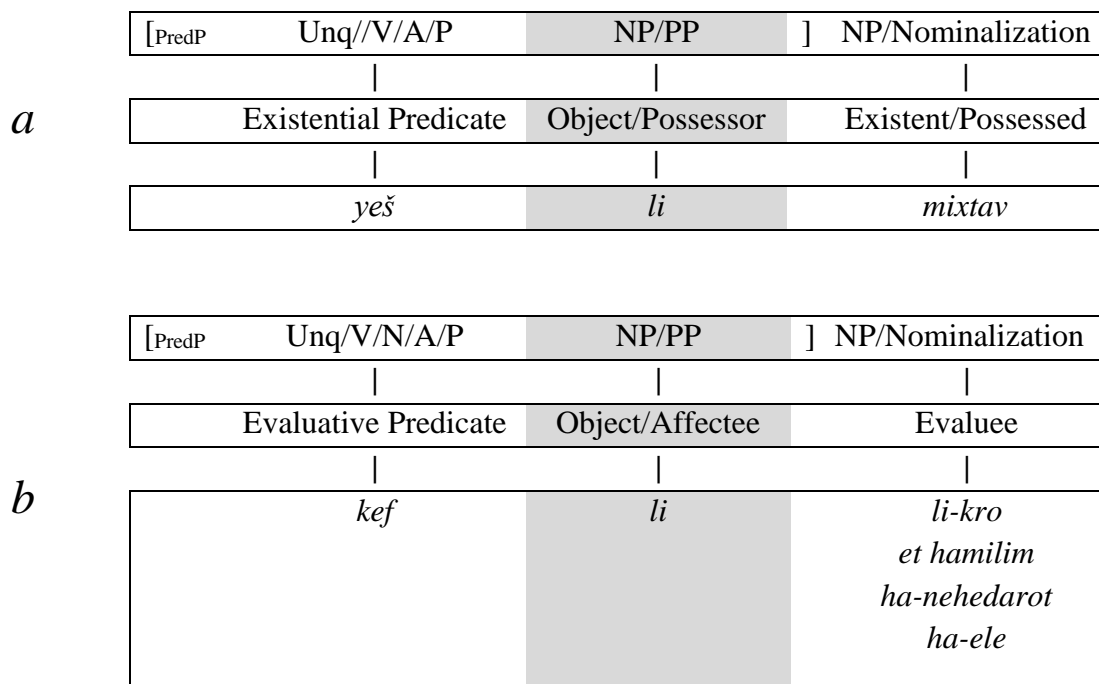 [PredP Unq//V/A/P NP/PP ] NP/Nominalization
| | |
a Existential Predicate Object/Possessor Existent/Possessed
| | |
yeš li mixtav
[PredP Unq/V/N/A/P NP/PP ] NP/Nominalization
| | |
Evaluative Predicate Object/Affectee Evaluee
| | |
b kef li li-kro
et hamilim
ha-nehedarot
ha-ele